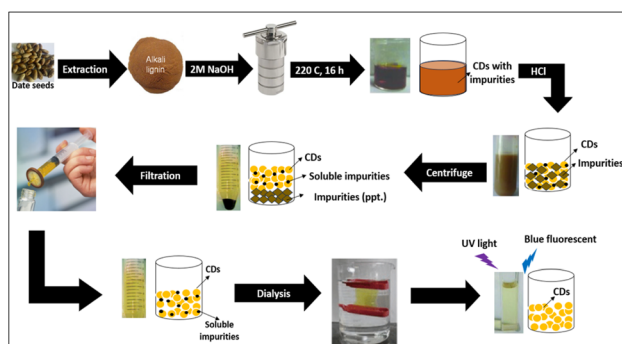 Date seeds
Extraction
Alkali
lignin
2M NaOH
220 C, 16 h
CDs with
impurities
HCl
CDs
Impurities
Centrifuge
CDs
Soluble impurities
Impurities (ppt.)
Filtration
CDs
Soluble
impurities
Dialysis
UV light
Blue fluorescent
CDs